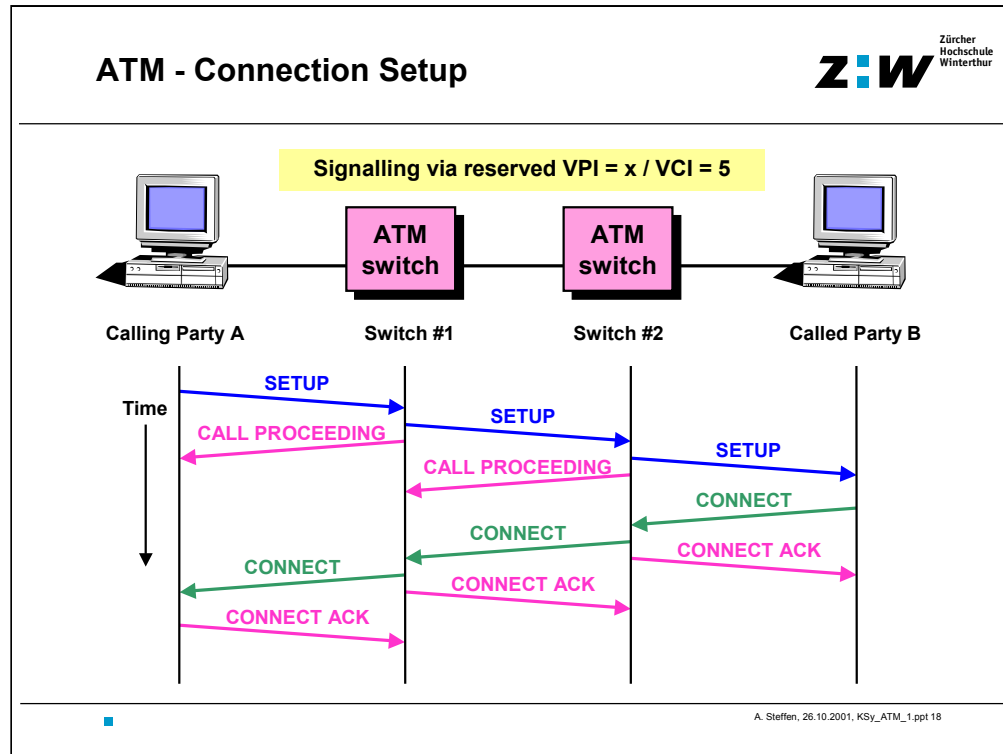 ATM - Connection Setup
Zürcher
Hochschule
Winterthur
Z:W
Signalling via reserved VPI = x / VCI = 5
ATM
switch
ATM
switch
Calling Party A
Switch #1
Switch #2
Called Party B
Time
SETUP
SETUP
CALL PROCEEDING
SETUP
CALL PROCEEDING
CONNECT
CONNECT
CONNECT ACK
CONNECT
CONNECT ACK
CONNECT ACK
A. Steffen, 26.10.2001, KSy_ATM_1.ppt 18